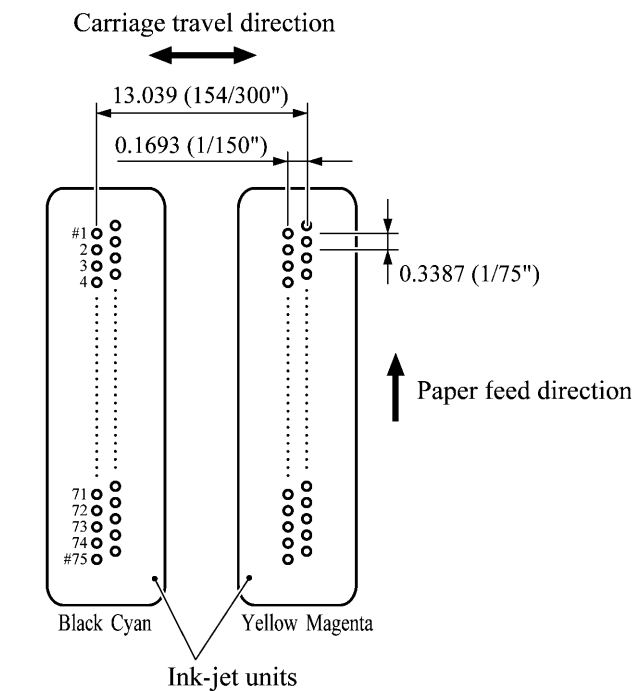 Carriage travel direction
13.039 (154/300")
0.1693 (1/150")
#1
2
3
4
0.3387 (1/75")
Paper feed direction
71
72
73
74
#75
Black Cyan
Yellow Magenta
Ink-jet units